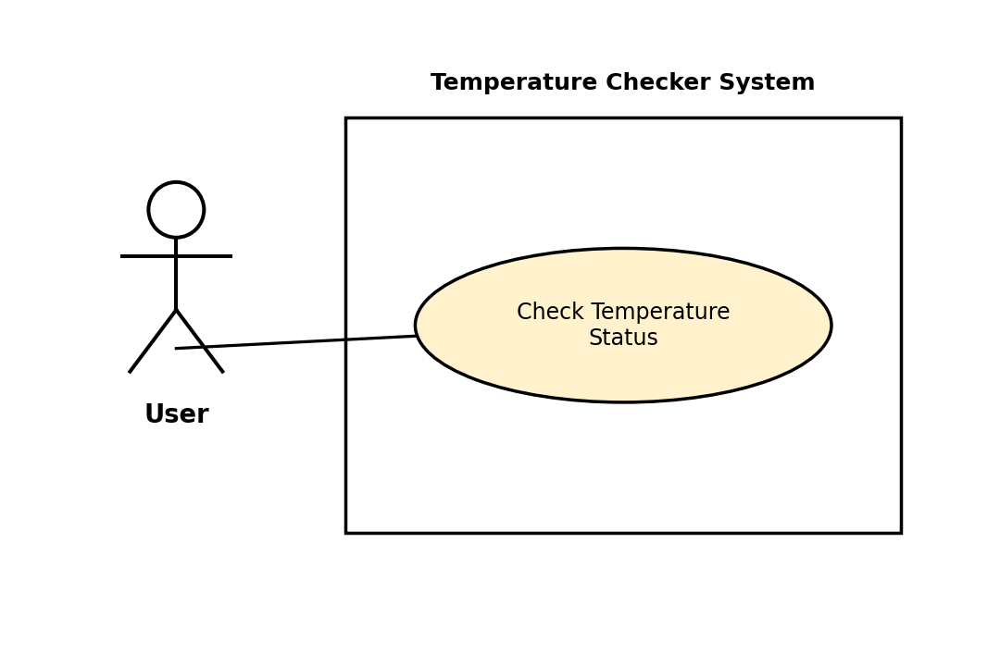 Temperature Checker System
Check Temperature
Status
User